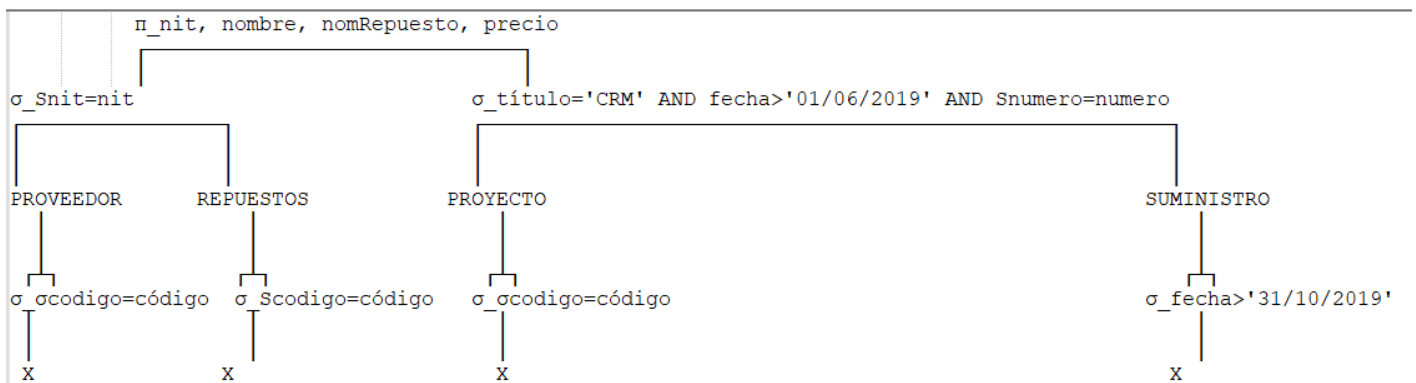 π_nit, nombre, nomRepuesto, precio
σ_Snit=nit σ_título='CRM' AND fecha>'01/06/2019' AND Snumero=numero
PROVEEDOR REPUESTOS PROYECTO SUMINISTRO
σ_σcodigo=código σ_Scodigo=código σ_σcodigo=código σ_fecha>'31/10/2019'
X X X X